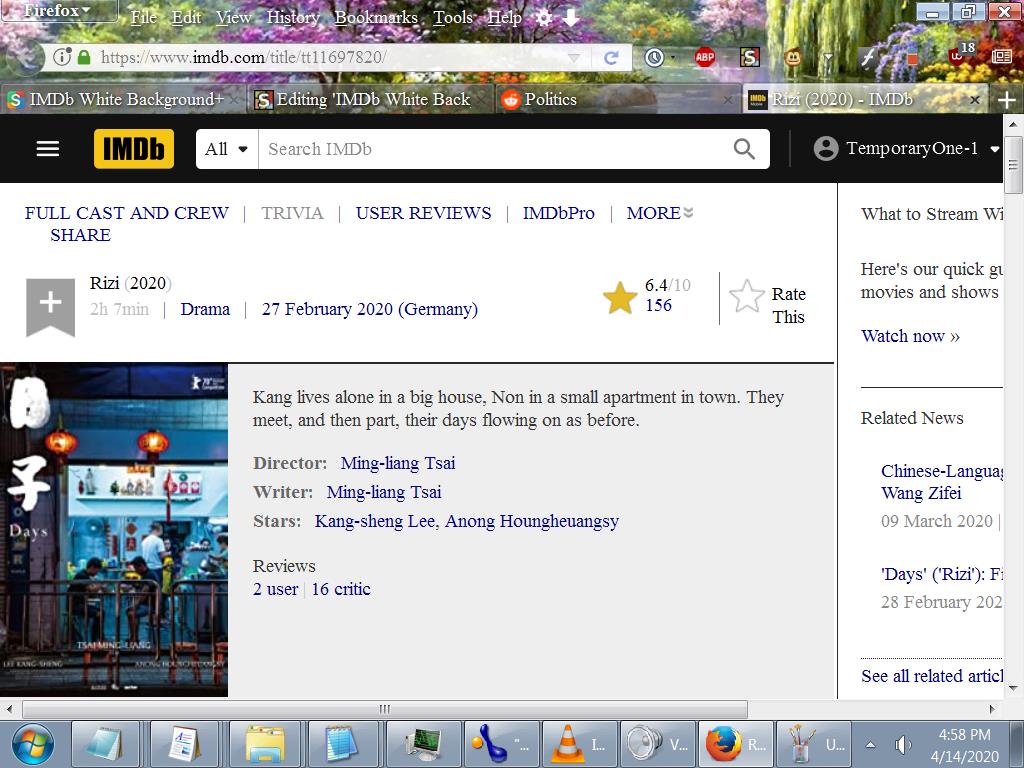 Firefox
File Edit View History Bookmarks Tools Help
https://www.imdb.com/title/tt11697820/
ABP
S
18
IMDb White Background+
Editing 'IMDb White Back
Politics
Rizi (2020) - IMDb
IMDb
All
Search IMDb
TemporaryOne-1
FULL CAST AND CREW | TRIVIA | USER REVIEWS | IMDbPro | MORE
SHARE
Rizi (2020)
2h 7min | Drama | 27 February 2020 (Germany)
6.4/10
156
Rate
This
日
子
Days
TSAI MING-LIANG
LEE KANG-SHENG
ANONG HOUNGHEUANGSY
Kang lives alone in a big house, Non in a small apartment in town. They
meet, and then part, their days flowing on as before.
Director: Ming-liang Tsai
Writer: Ming-liang Tsai
Stars: Kang-sheng Lee, Anong Houngheuangsy
Reviews
2 user | 16 critic
What to Stream Wi
Here's our quick gu
movies and shows
Watch now »
Related News
Chinese-Languag
Wang Zifei
09 March 2020 |
'Days' ('Rizi'): Fi
28 February 202
See all related articl
"...
I...
V...
R...
U...
4:58 PM
4/14/2020